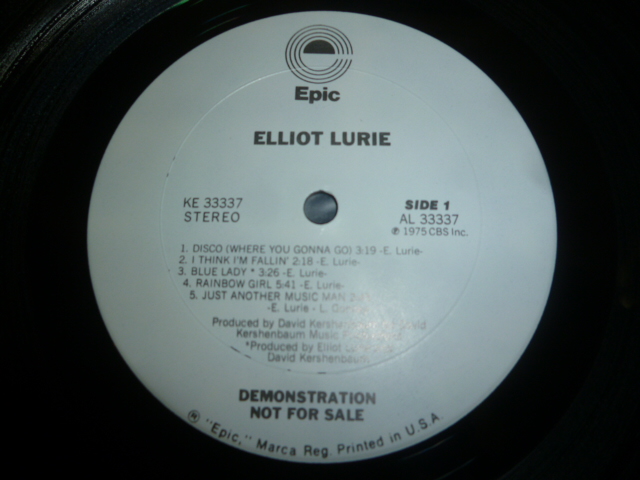 Epic
ELLIOT LURIE
KE 33337
STEREO
SIDE 1
AL 33337
℗ 1975 CBS Inc.
1. DISCO (WHERE YOU GONNA GO) 3:19 -E. Lurie-
2. I THINK I'M FALLIN' 2:18 -E. Lurie-
3. BLUE LADY * 3:26 -E. Lurie-
4. RAINBOW GIRL 5:41 -E. Lurie-
5. JUST ANOTHER MUSIC MAN
-E. Lurie - L.
Produced by David
Kershenbaum Music
*Produced by Elliot
David Kershenbaum
DEMONSTRATION
NOT FOR SALE
® "Epic," Marca Reg. Printed in U.S.A.